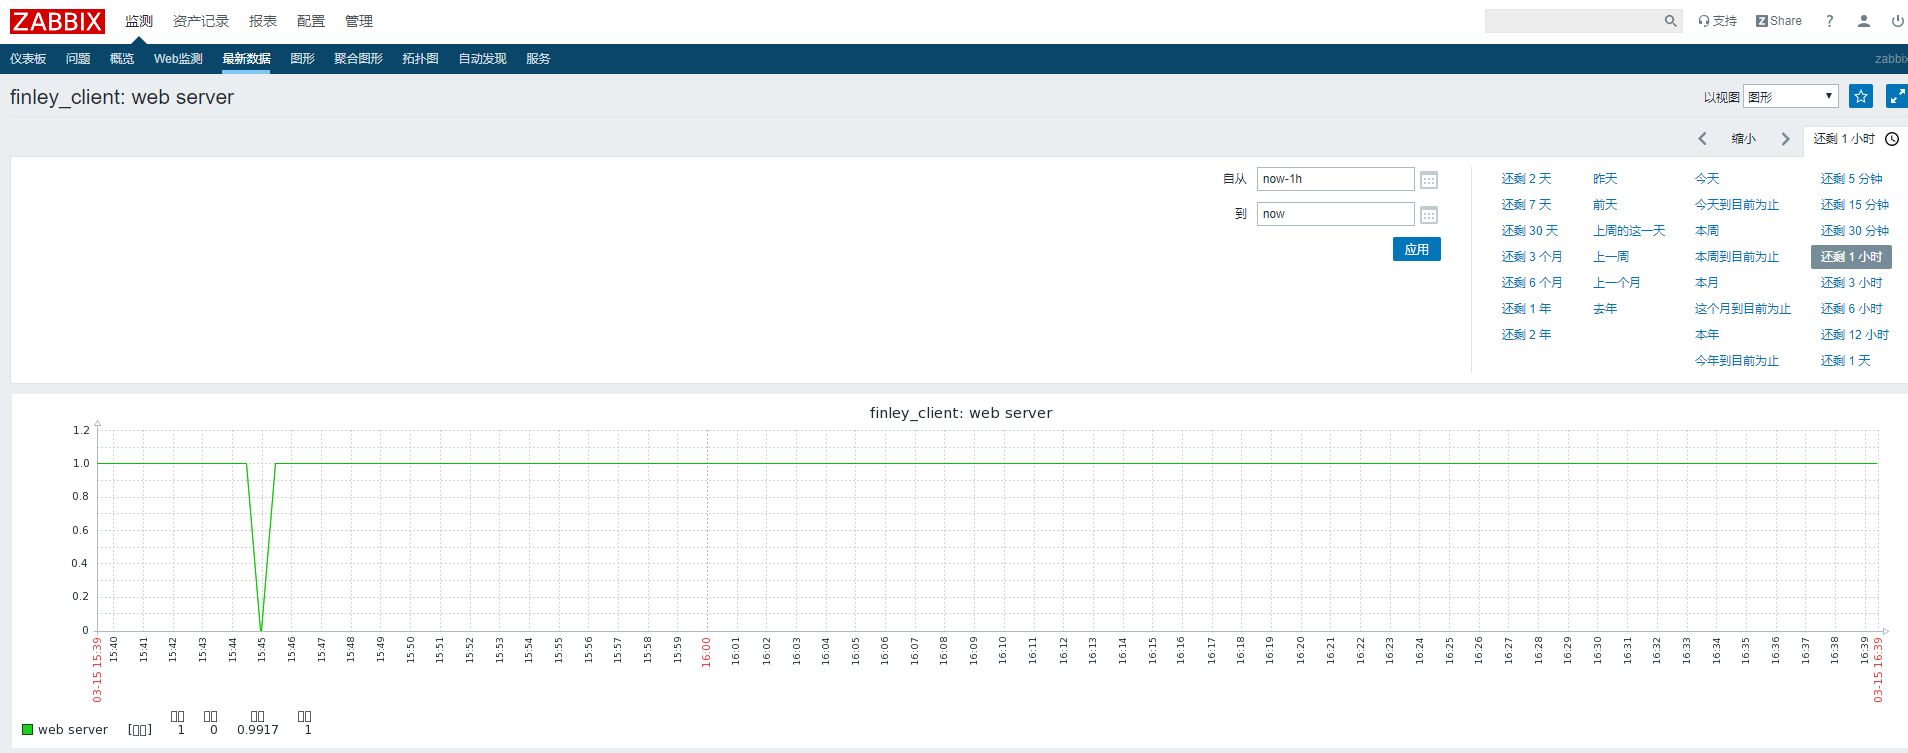 ZABBIX 监测 资产记录 报表 配置 管理 支持 Z Share ?
仪表板 问题 概览 Web监测 最新数据 图形 聚合图形 拓扑图 自动发现 服务 zabbix
finley_client: web server 以视图 图形
缩小 还剩 1 小时
自从 now-1h
到 now
应用
还剩 2 天 昨天 今天 还剩 5 分钟
还剩 7 天 前天 今天到目前为止 还剩 15 分钟
还剩 30 天 上周的这一天 本周 还剩 30 分钟
还剩 3 个月 上一周 本周到目前为止 还剩 1 小时
还剩 6 个月 上一个月 本月 还剩 3 小时
还剩 1 年 去年 这个月到目前为止 还剩 6 小时
还剩 2 年 本年 还剩 12 小时
今年到目前为止 还剩 1 天
finley_client: web server
1.2
1.0
0.8
0.6
0.4
0.2
0
03-15 15:39 15:40 15:41 15:42 15:43 15:44 15:45 15:46 15:47 15:48 15:49 15:50 15:51 15:52 15:53 15:54 15:55 15:56 15:57 15:58 15:59 16:00 16:01 16:02 16:03 16:04 16:05 16:06 16:07 16:08 16:09 16:10 16:11 16:12 16:13 16:14 16:15 16:16 16:17 16:18 16:19 16:20 16:21 16:22 16:23 16:24 16:25 16:26 16:27 16:28 16:29 16:30 16:31 16:32 16:33 16:34 16:35 16:36 16:37 16:38 16:39 03-15 16:39
□□ □□ □□ □□
web server [□□] 1 0 0.9917 1